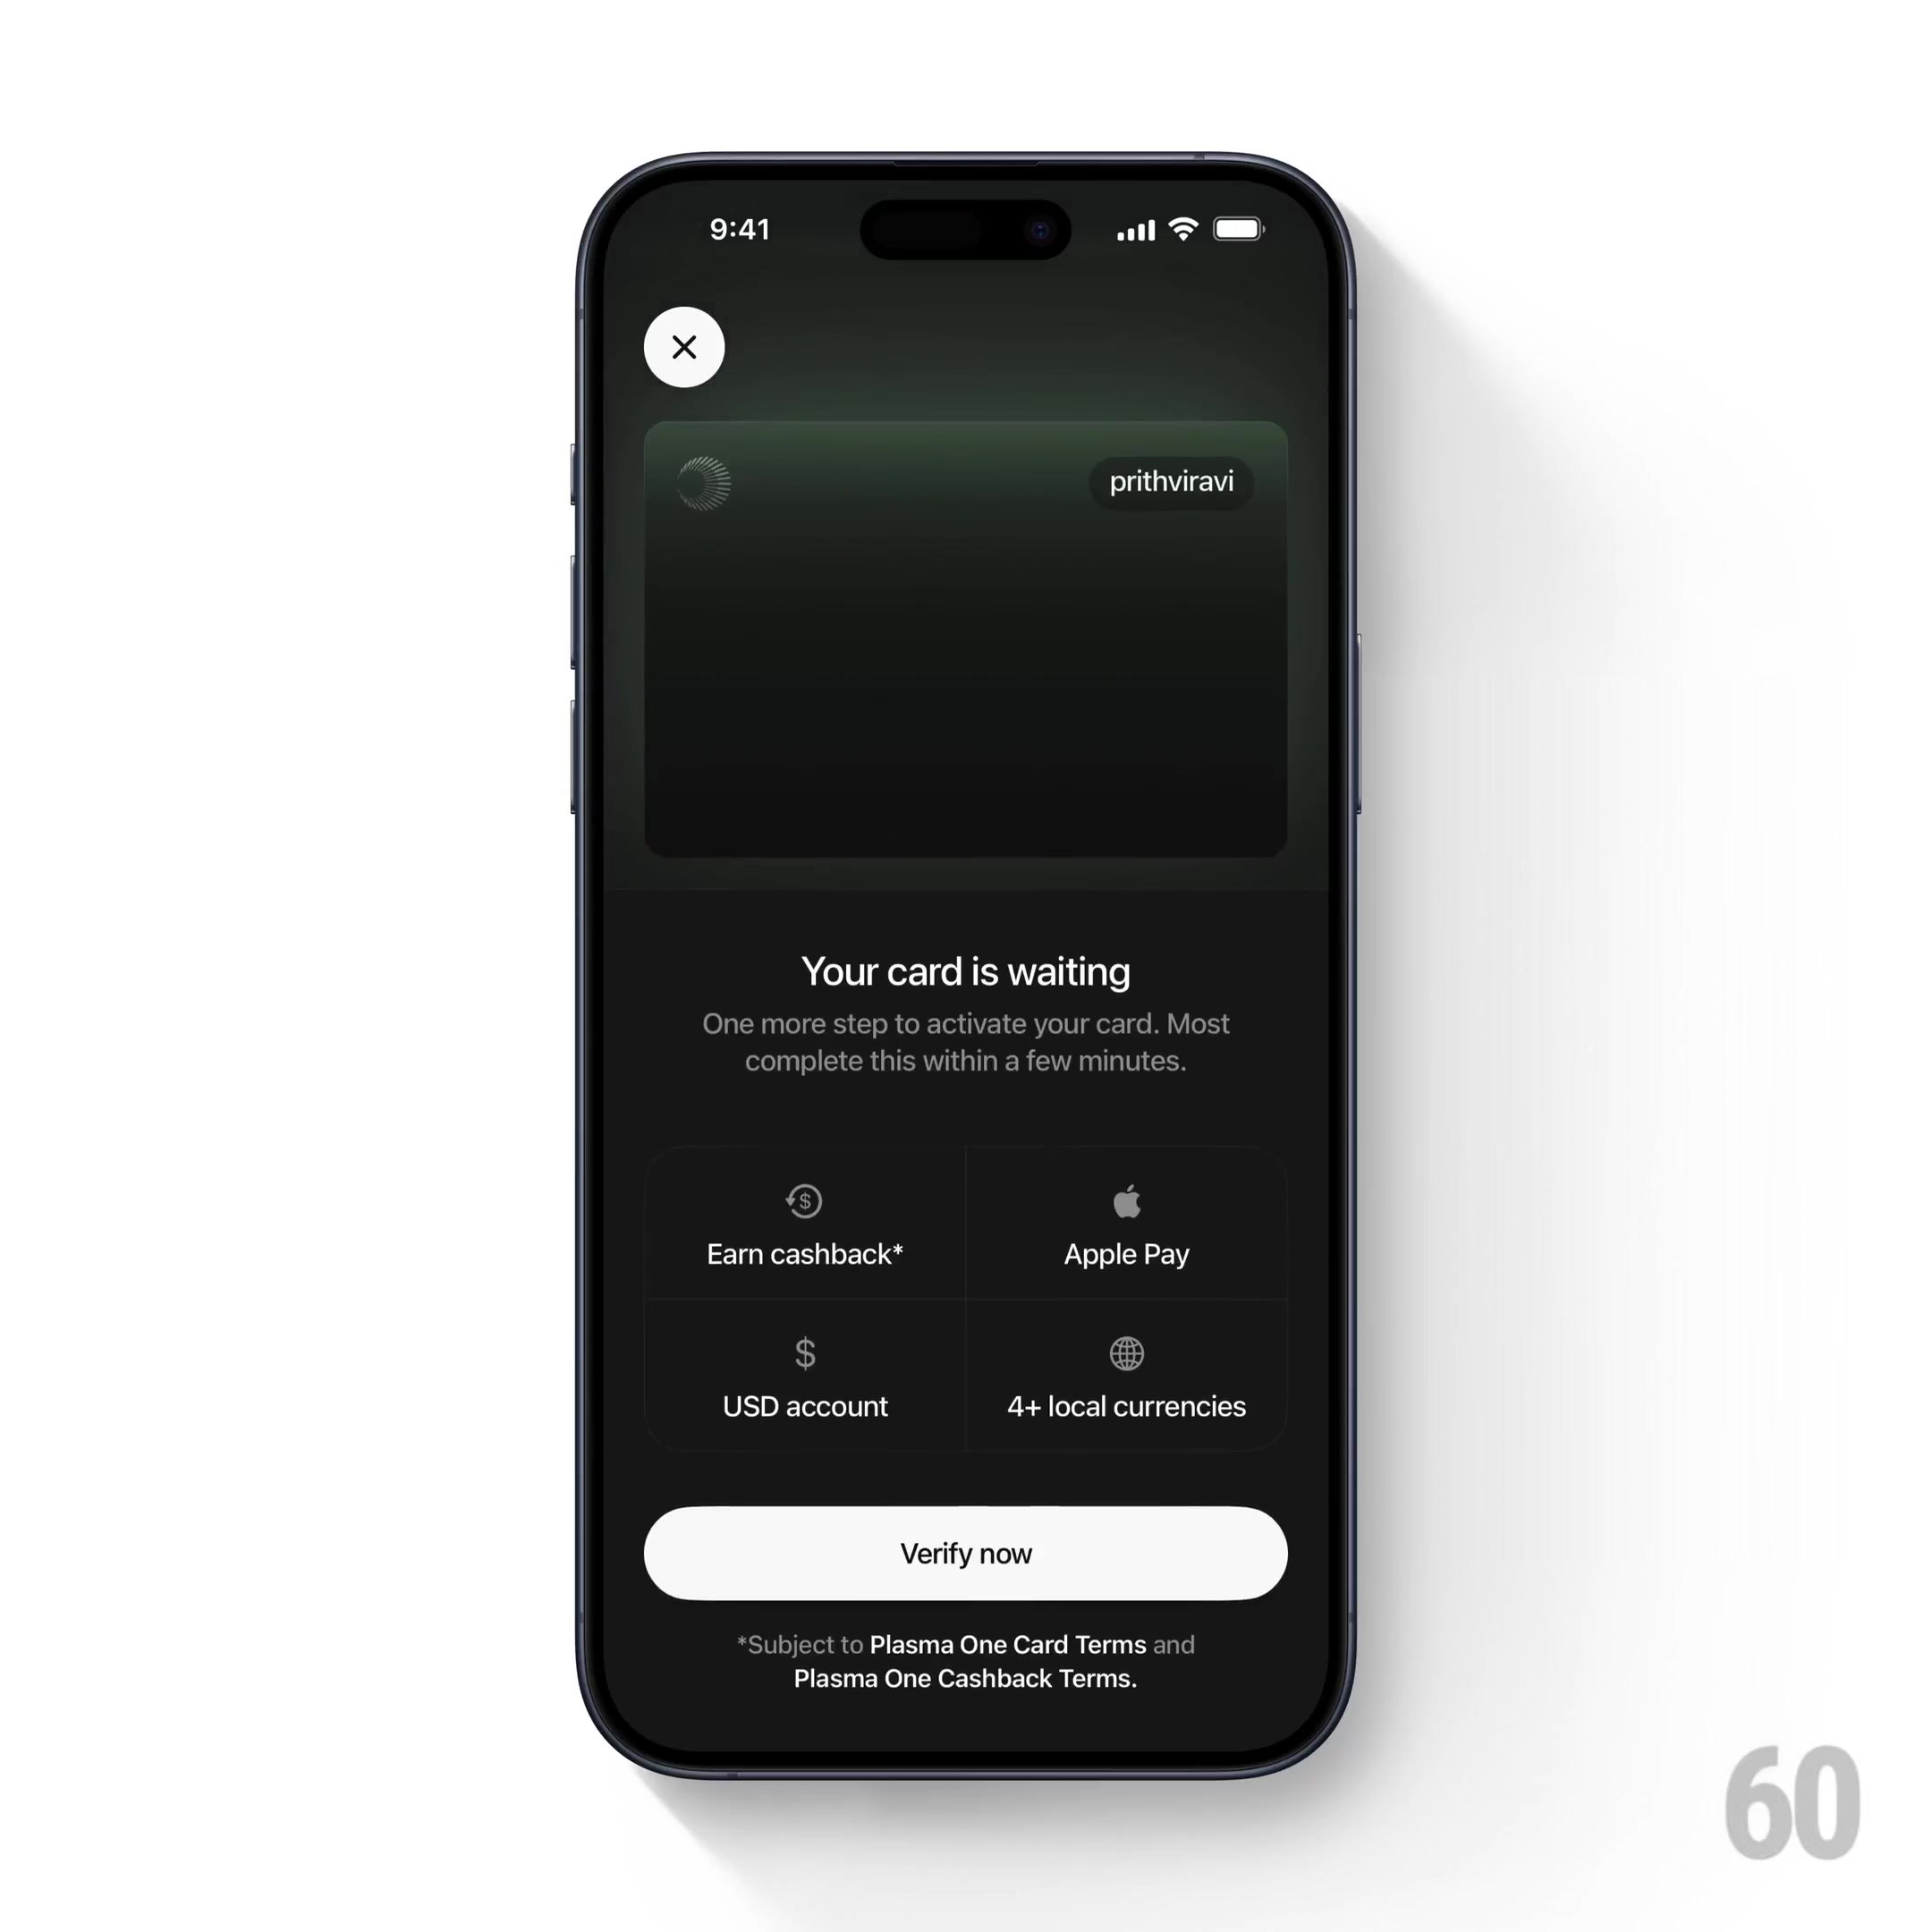 9:41
prithviravi
Your card is waiting
One more step to activate your card. Most
complete this within a few minutes.
$
Earn cashback*
Apple Pay
$
USD account
4+ local currencies
Verify now
*Subject to Plasma One Card Terms and
Plasma One Cashback Terms.
60